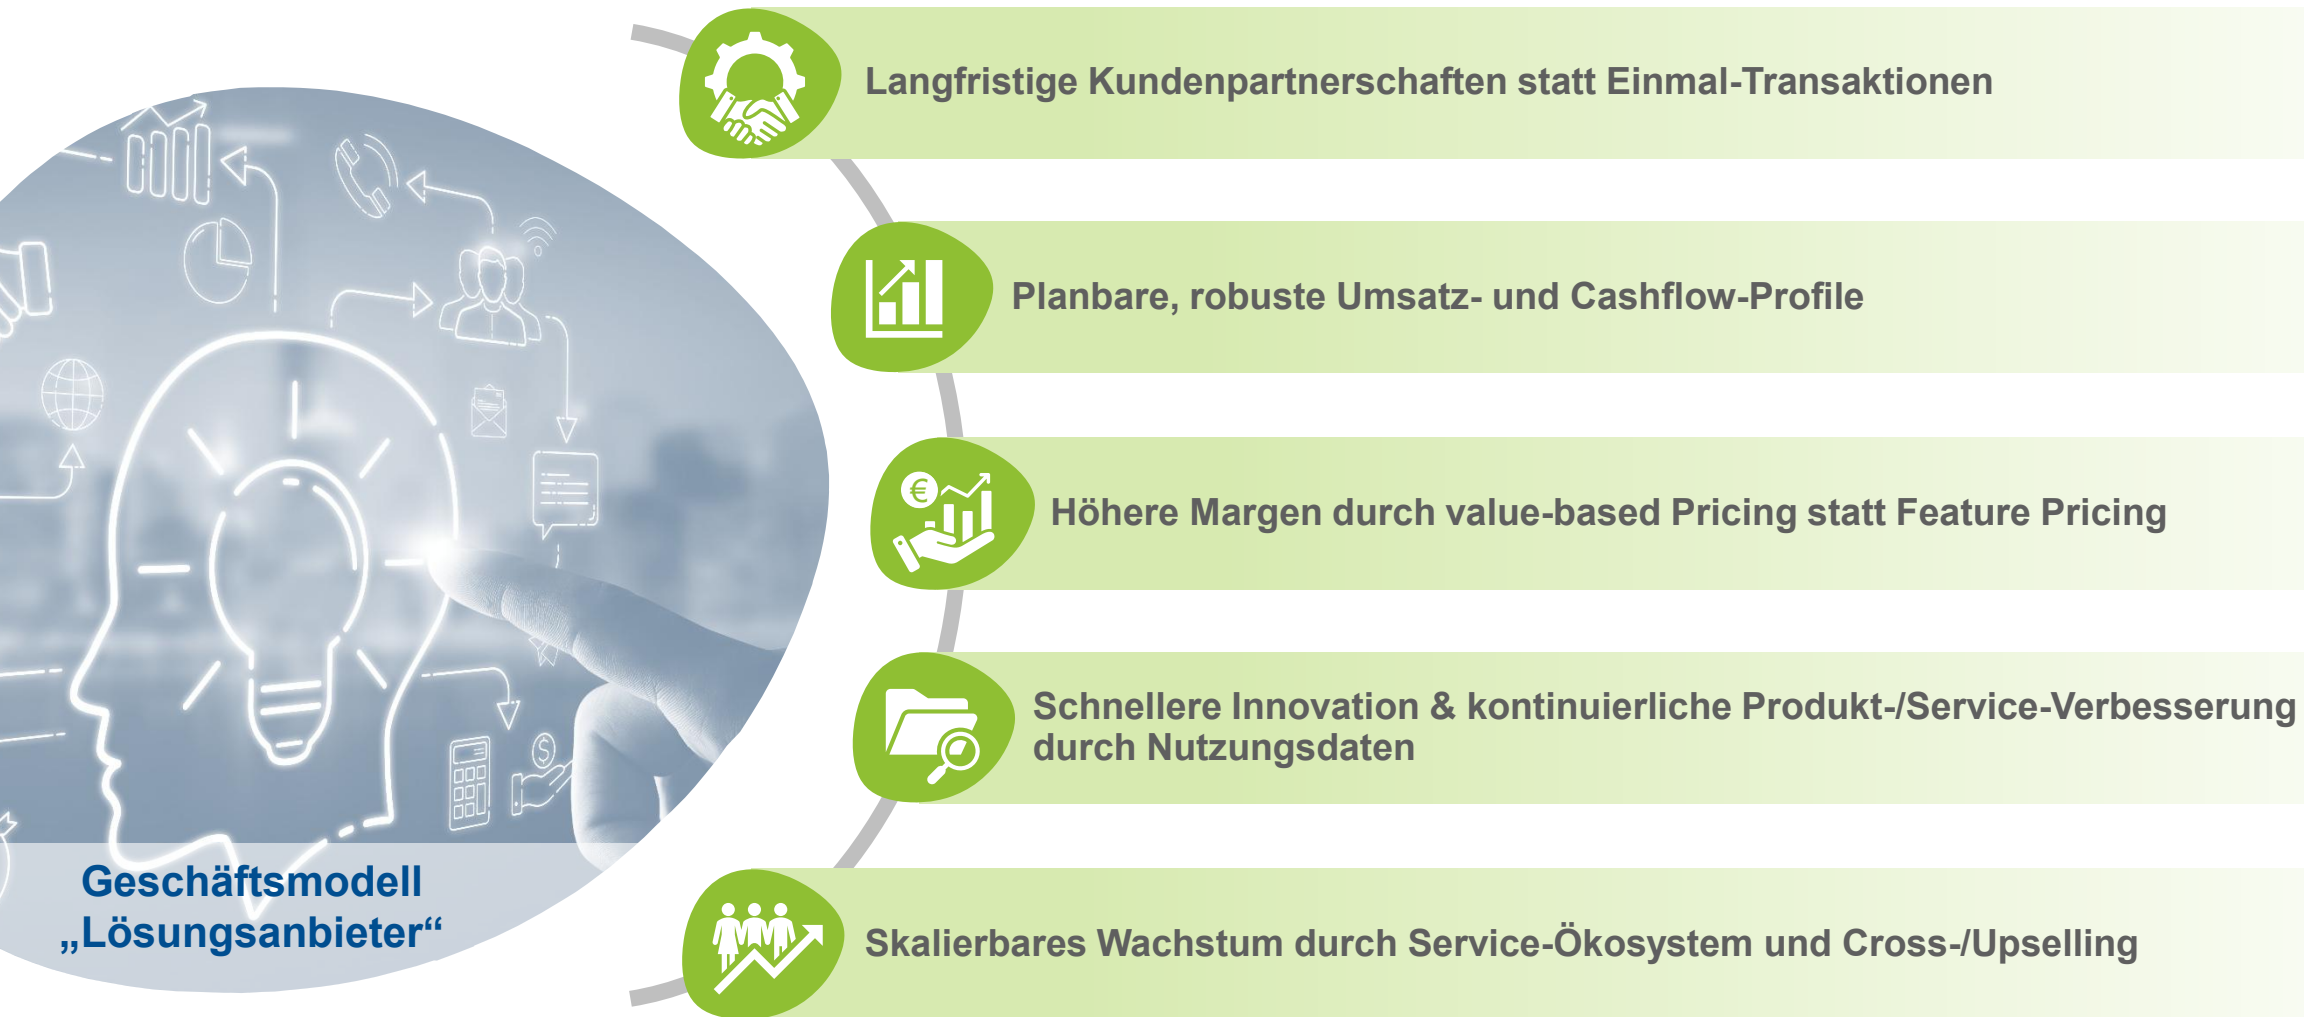 Langfristige Kundenpartnerschaften statt Einmal-Transaktionen
Planbare, robuste Umsatz- und Cashflow-Profile
Höhere Margen durch value-based Pricing statt Feature Pricing
Schnellere Innovation & kontinuierliche Produkt-/Service-Verbesserung
durch Nutzungsdaten
Skalierbares Wachstum durch Service-Ökosystem und Cross-/Upselling
Geschäftsmodell
„Lösungsanbieter“